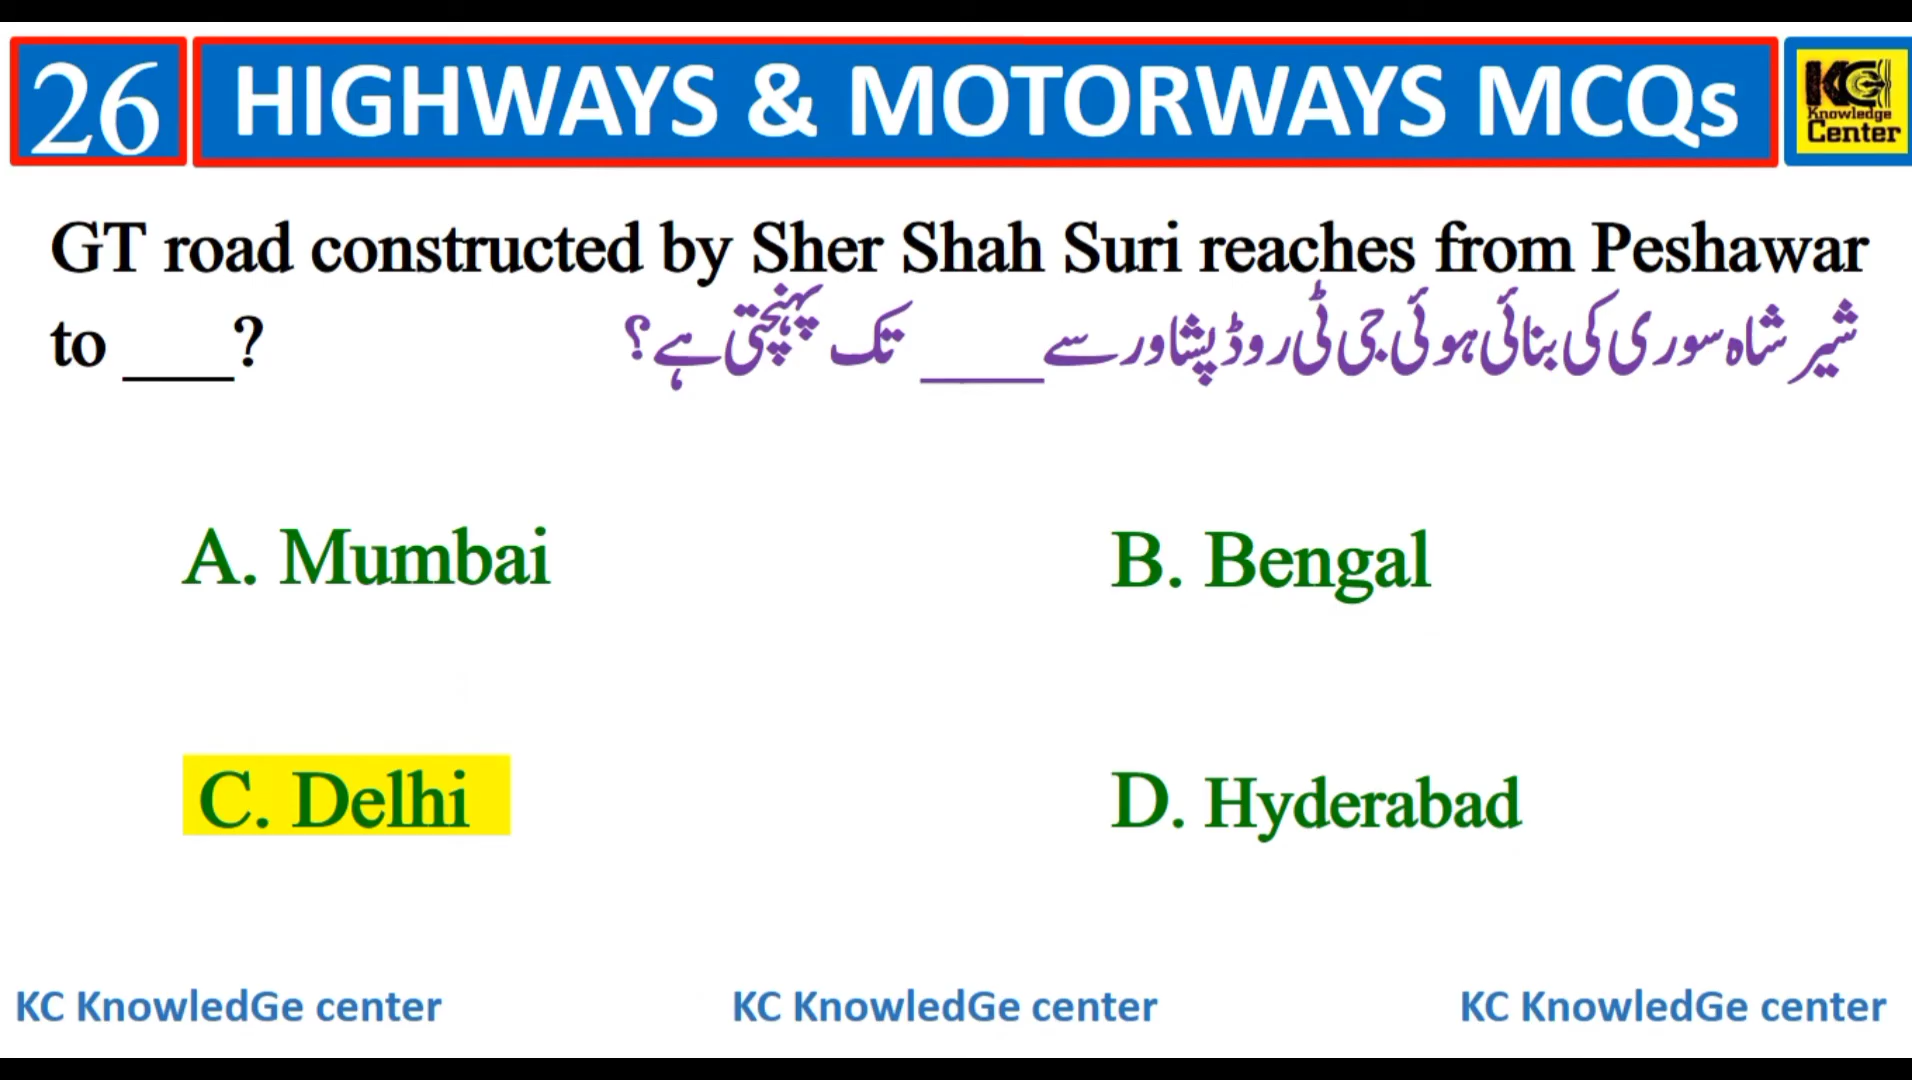 26
HIGHWAYS & MOTORWAYS MCQs
KC
Knowledge
Center
GT road constructed by Sher Shah Suri reaches from Peshawar
to ___?
شیر شاہ سوری کی بنائی ہوئی جی ٹی روڈ پشاور سے ____ تک پہنچتی ہے؟
A. Mumbai
B. Bengal
C. Delhi
D. Hyderabad
KC KnowledGe center
KC KnowledGe center
KC KnowledGe center